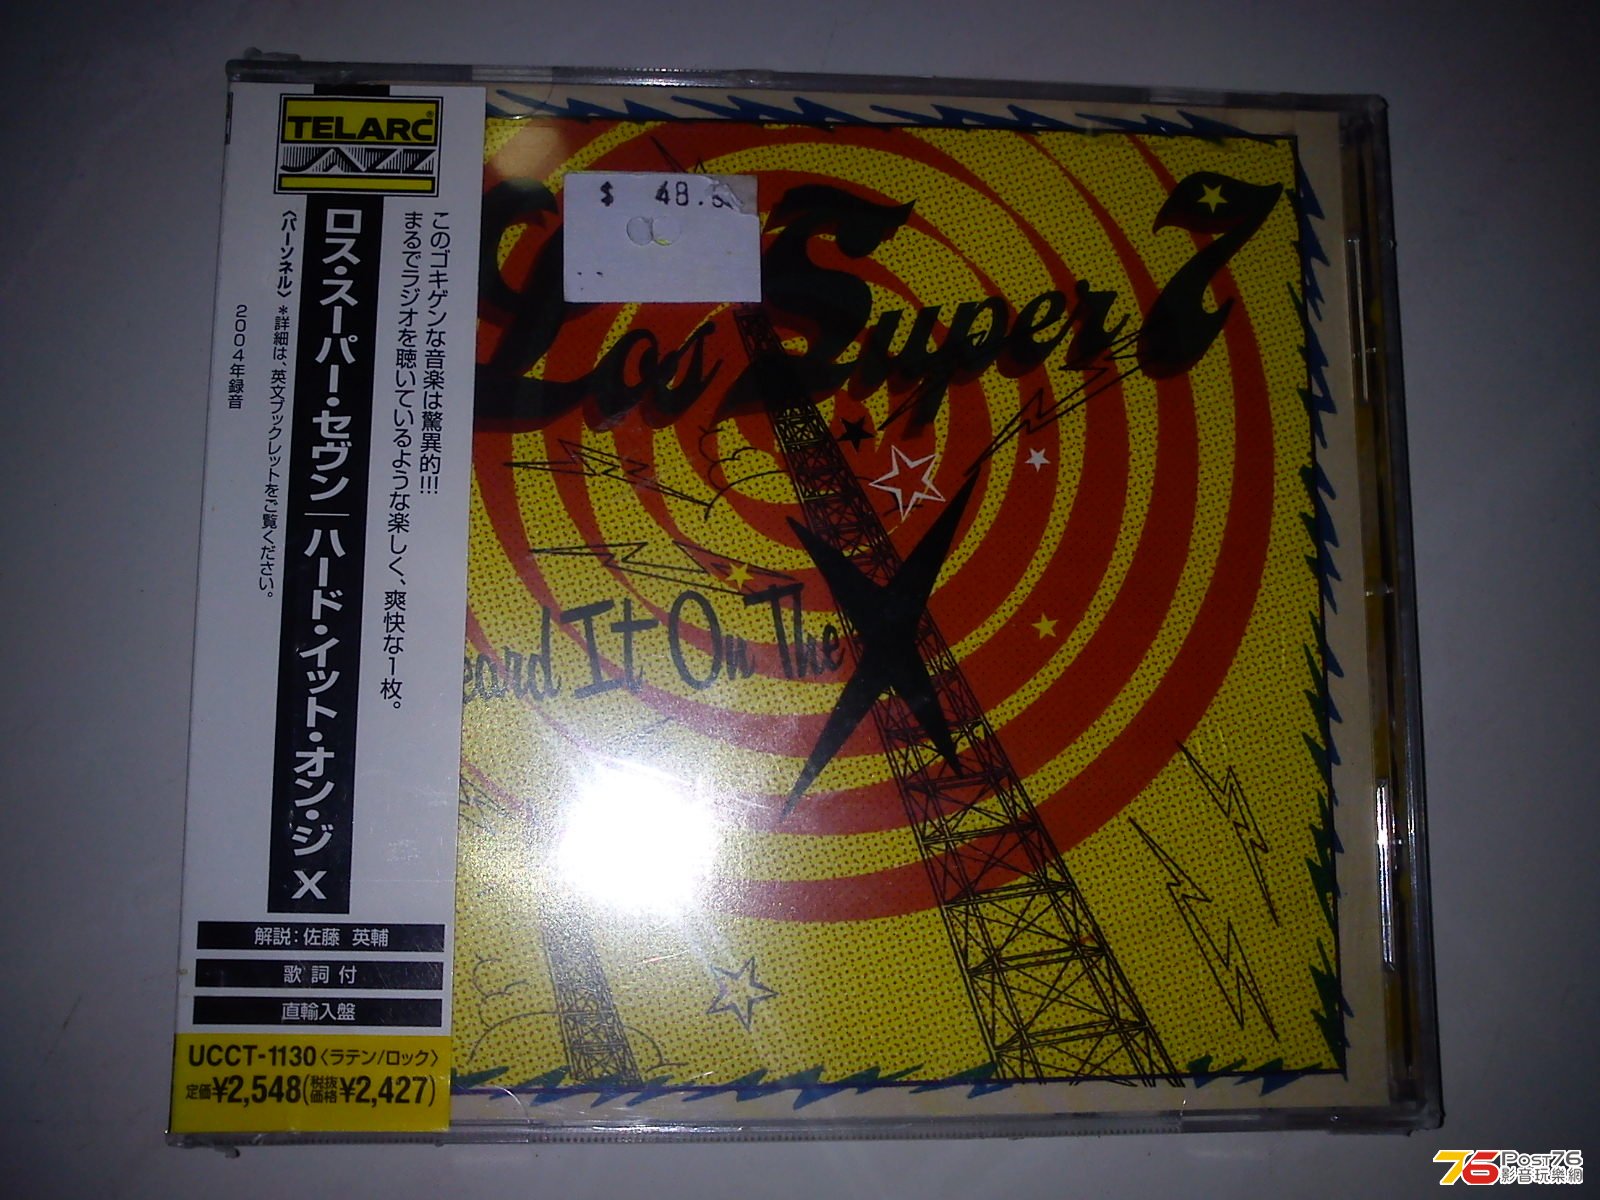 TELARC®
JAZZ
このゴキゲンな音楽は驚異的!!!
まるでラジオを聴いているような楽しく、爽快な1枚。
ロス・スーパー・セヴン/ハード・イット・オン・ジ X
〈パーソネル〉*詳細は、英文ブックレットをご覧ください。
2004年録音
解説:佐藤 英輔
歌詞付
直輸入盤
UCCT-1130〈ラテン/ロック〉
定価¥2,548(税抜価格¥2,427)
$ 48.
Los Super 7
eard It On The X
76 Post76
影音玩樂網